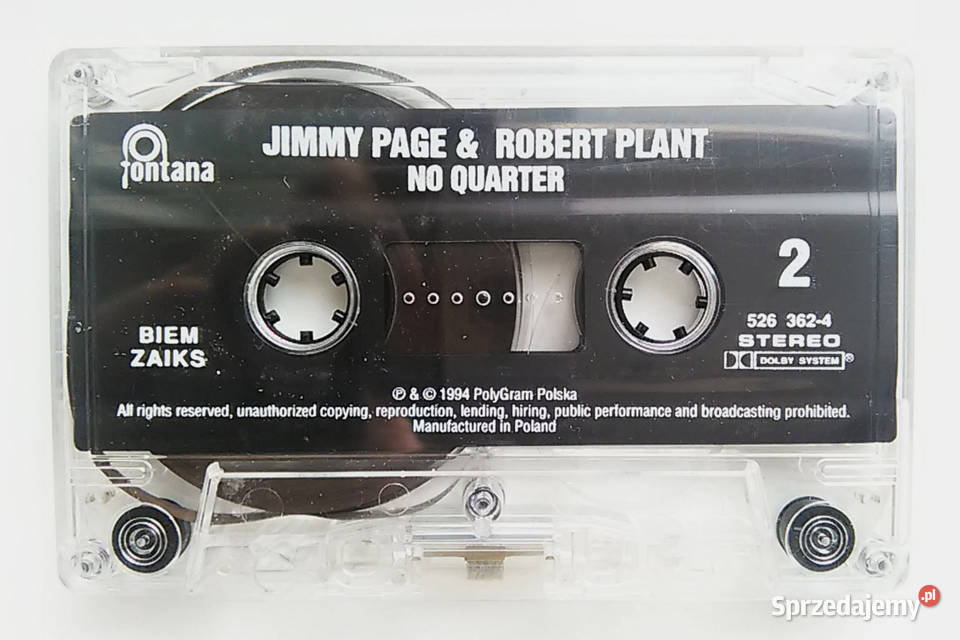 fontana
JIMMY PAGE & ROBERT PLANT
NO QUARTER
2
BIEM
ZAIKS
526 362-4
STEREO
DOLBY SYSTEM®
℗ & © 1994 PolyGram Polska
All rights reserved, unauthorized copying, reproduction, lending, hiring, public performance and broadcasting prohibited.
Manufactured in Poland
Sprzedajemy.pl